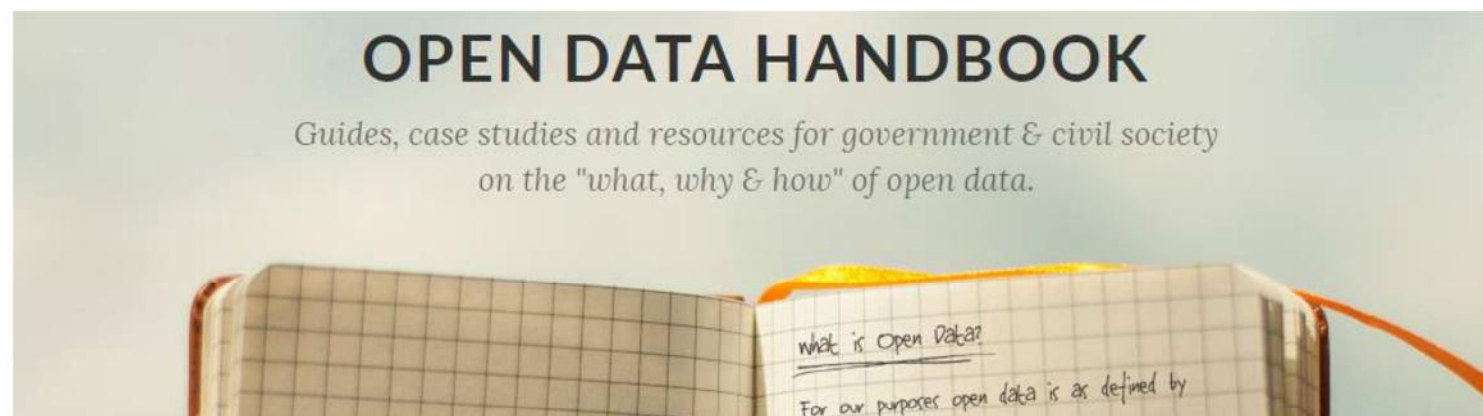 OPEN DATA HANDBOOK
Guides, case studies and resources for government & civil society
on the "what, why & how" of open data.
What is Open Data?
For our purposes open data is as defined by